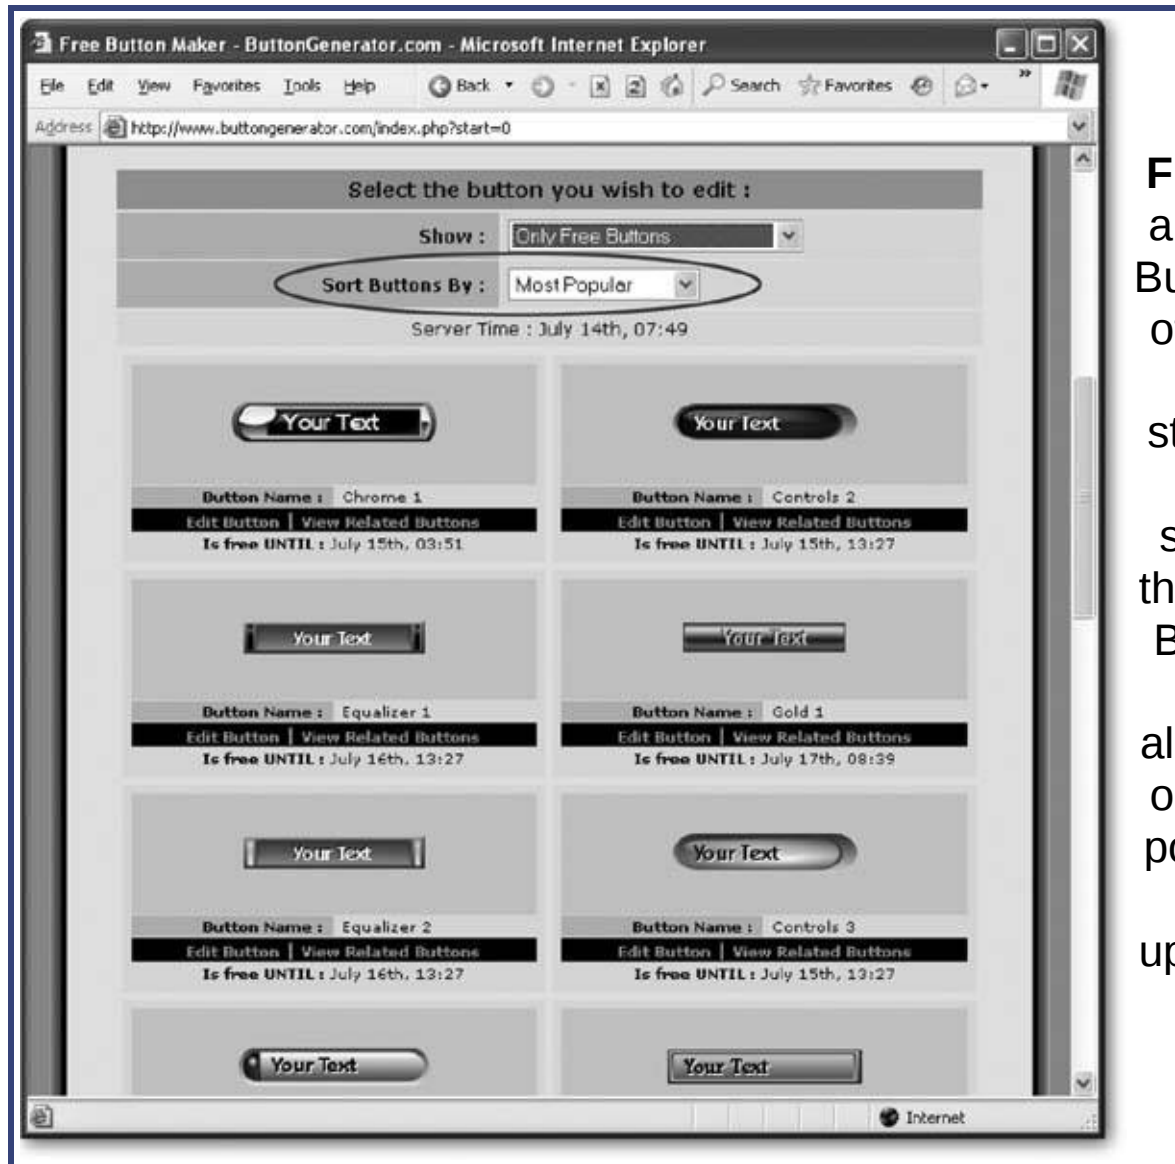 Free Button Maker - ButtonGenerator.com - Microsoft Internet Explorer
File Edit View Favorites Tools Help Back Search Favorites »
Address http://www.buttongenerator.com/index.php?start=0
Select the button you wish to edit :
Show : Only Free Buttons
Sort Buttons By : Most Popular
Server Time : July 14th, 07:49
Your Text Your Text
Button Name : Chrome 1 Button Name : Controls 2
Edit Button | View Related Buttons Edit Button | View Related Buttons
Is free UNTIL : July 15th, 03:51 Is free UNTIL : July 15th, 13:27
Your Text Your Text
Button Name : Equalizer 1 Button Name : Gold 1
Edit Button | View Related Buttons Edit Button | View Related Buttons
Is free UNTIL : July 16th, 13:27 Is free UNTIL : July 17th, 08:39
Your Text Your Text
Button Name : Equalizer 2 Button Name : Controls 3
Edit Button | View Related Buttons Edit Button | View Related Buttons
Is free UNTIL : July 16th, 13:27 Is free UNTIL : July 15th, 13:27
Your Text Your Text
Internet